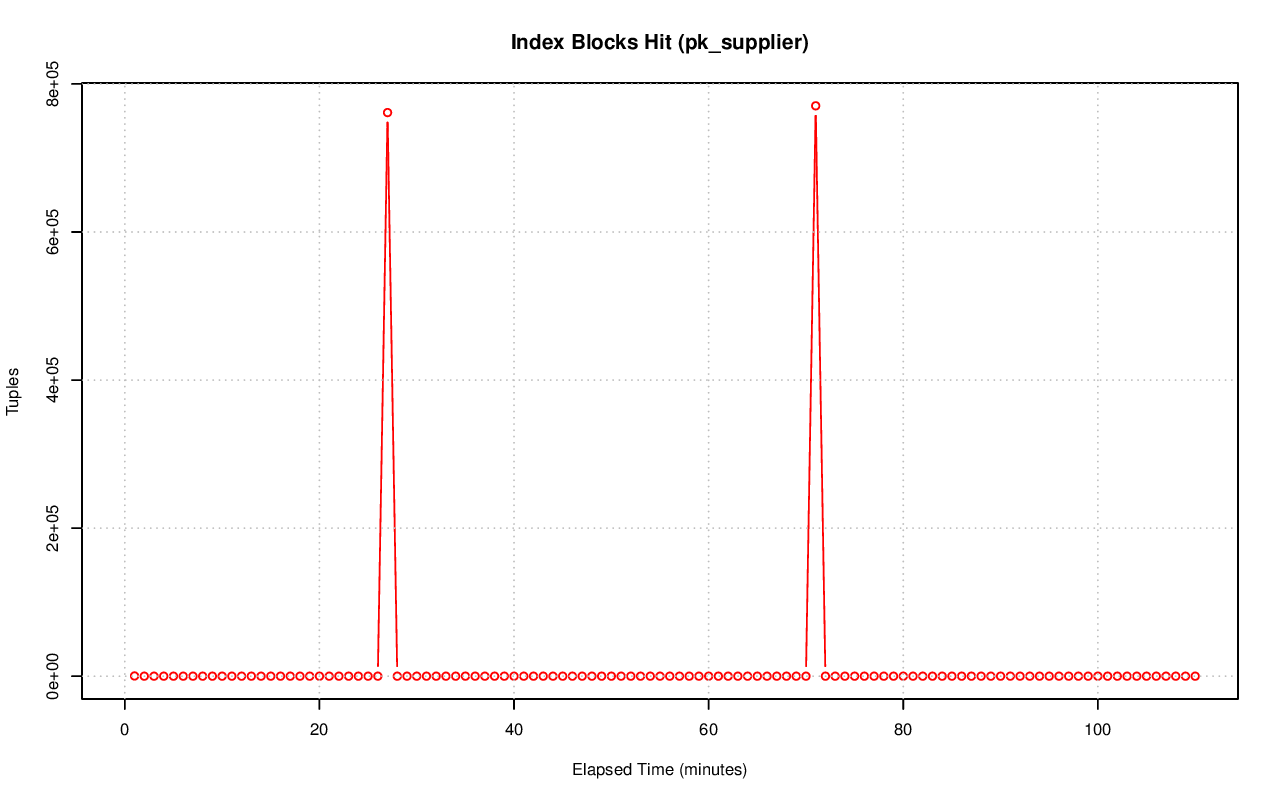 Index Blocks Hit (pk_supplier)
8e+05
6e+05
4e+05
2e+05
0e+00
Tuples
0 20 40 60 80 100
Elapsed Time (minutes)